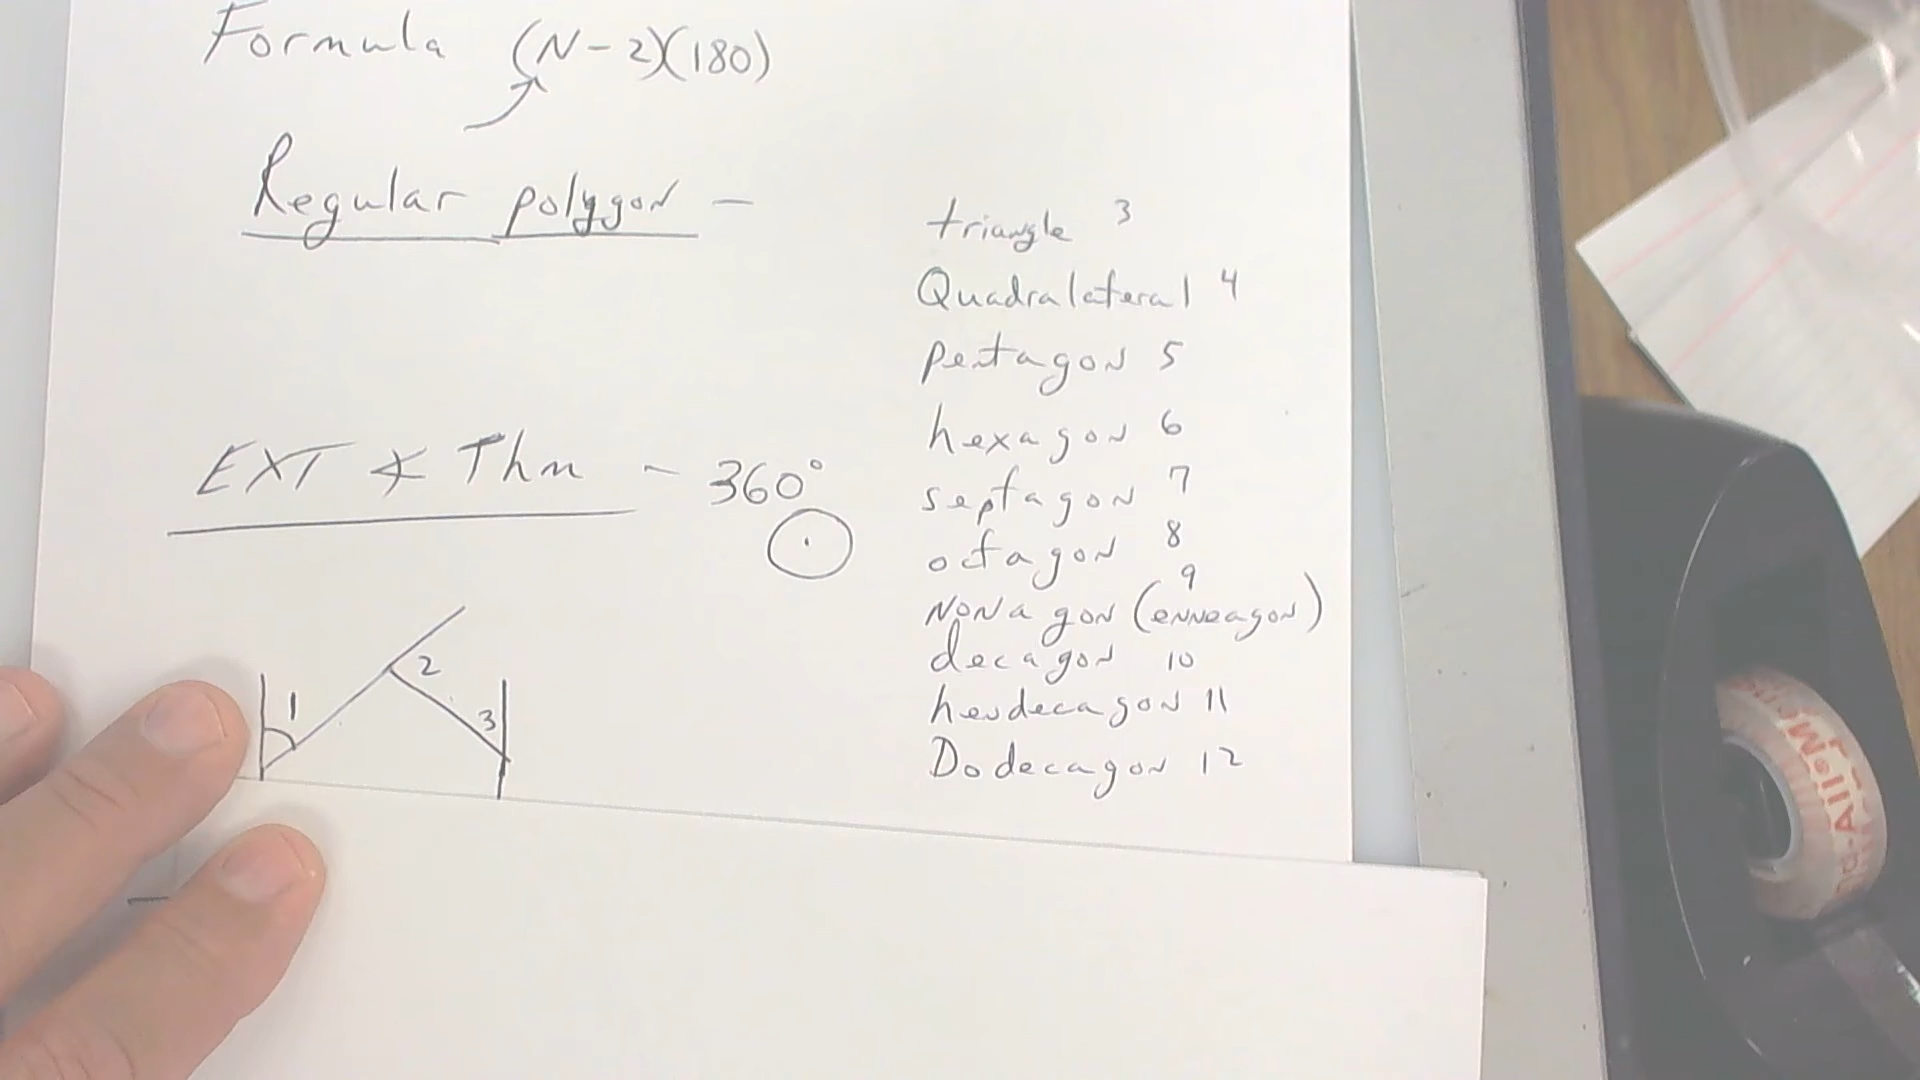 Formula (N-2)(180)
Regular polygon -
EXT ∡ Thm - 360°
1
2
3
triangle 3
Quadralateral 4
pentagon 5
hexagon 6
septagon 7
octagon 8
9
NoNagon (enneagon)
decagon 10
hendecagon 11
Dodecagon 12